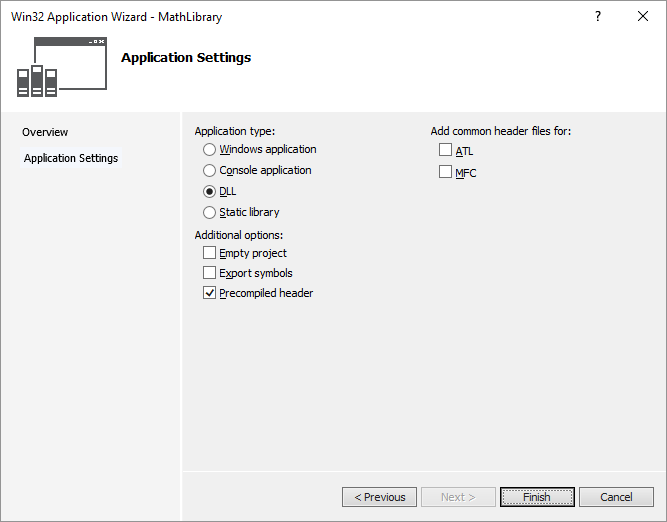 Win32 Application Wizard - MathLibrary
Application Settings
Overview
Application Settings
Application type:
Windows application
Console application
DLL
Static library
Additional options:
Empty project
Export symbols
Precompiled header
Add common header files for:
ATL
MFC
< Previous
Next >
Finish
Cancel